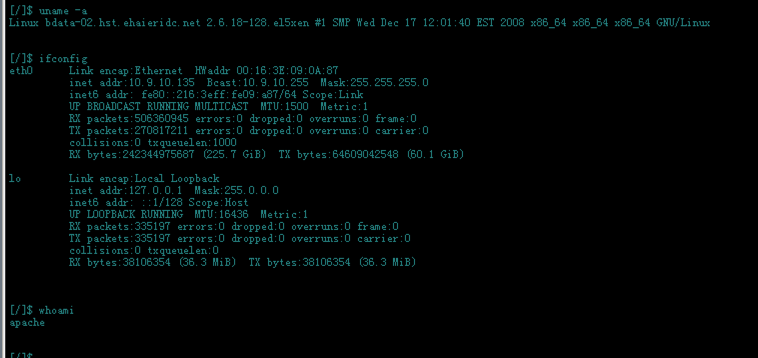 [/]$ uname -a
Linux bdata-02.hst.ehaieridc.net 2.6.18-128.el5xen #1 SMP Wed Dec 17 12:01:40 EST 2008 x86_64 x86_64 x86_64 GNU/Linux
[/]$ ifconfig
eth0 Link encap:Ethernet HWaddr 00:16:3E:09:0A:87
inet addr:10.9.10.135 Bcast:10.9.10.255 Mask:255.255.255.0
inet6 addr: fe80::216:3eff:fe09:a87/64 Scope:Link
UP BROADCAST RUNNING MULTICAST MTU:1500 Metric:1
RX packets:506360945 errors:0 dropped:0 overruns:0 frame:0
TX packets:270817211 errors:0 dropped:0 overruns:0 carrier:0
collisions:0 txqueuelen:1000
RX bytes:242344975687 (225.7 GiB) TX bytes:64609042548 (60.1 GiB)
lo Link encap:Local Loopback
inet addr:127.0.0.1 Mask:255.0.0.0
inet6 addr: ::1/128 Scope:Host
UP LOOPBACK RUNNING MTU:16436 Metric:1
RX packets:335197 errors:0 dropped:0 overruns:0 frame:0
TX packets:335197 errors:0 dropped:0 overruns:0 carrier:0
collisions:0 txqueuelen:0
RX bytes:38106354 (36.3 MiB) TX bytes:38106354 (36.3 MiB)
[/]$ whoami
apache
[/]$